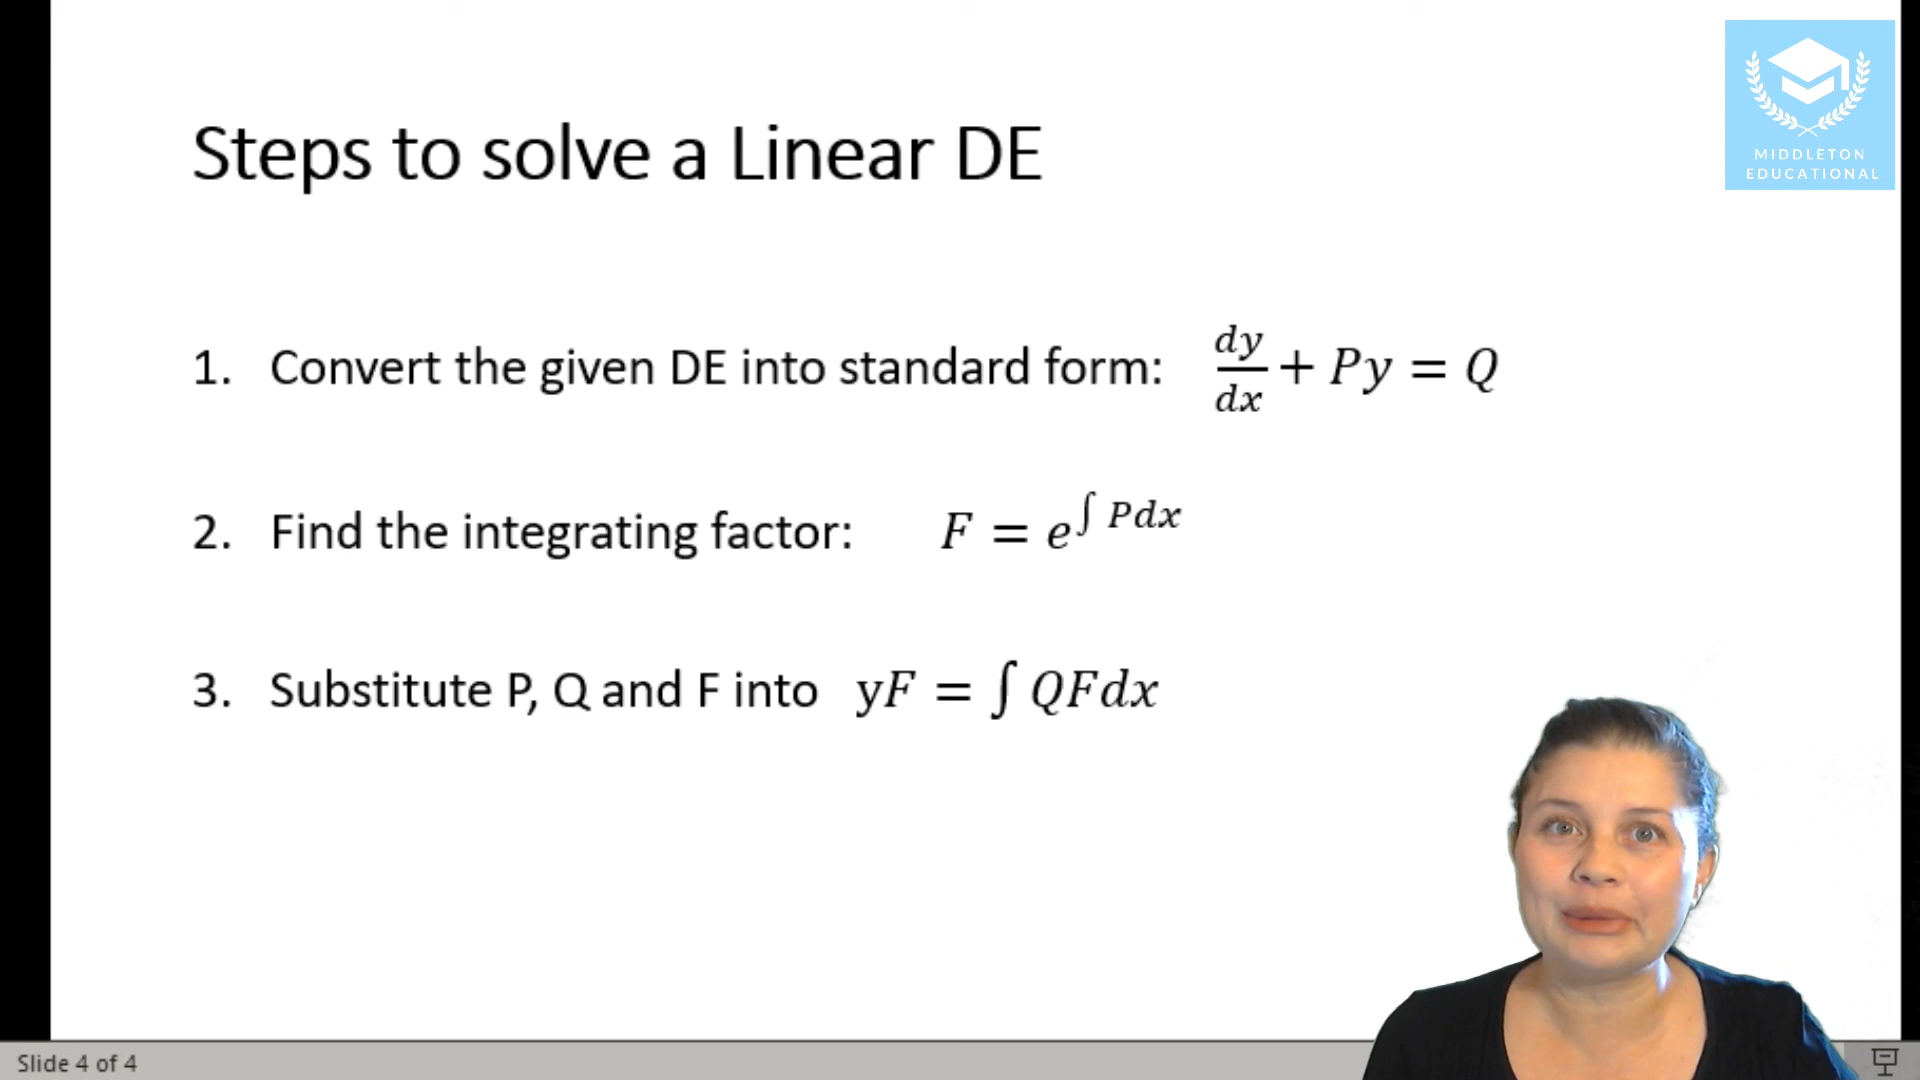 MIDDLETON
EDUCATIONAL
Steps to solve a Linear DE
1. Convert the given DE into standard form: dy/dx + Py = Q
2. Find the integrating factor: F = e^∫ Pdx
3. Substitute P, Q and F into yF = ∫ QFdx
Slide 4 of 4